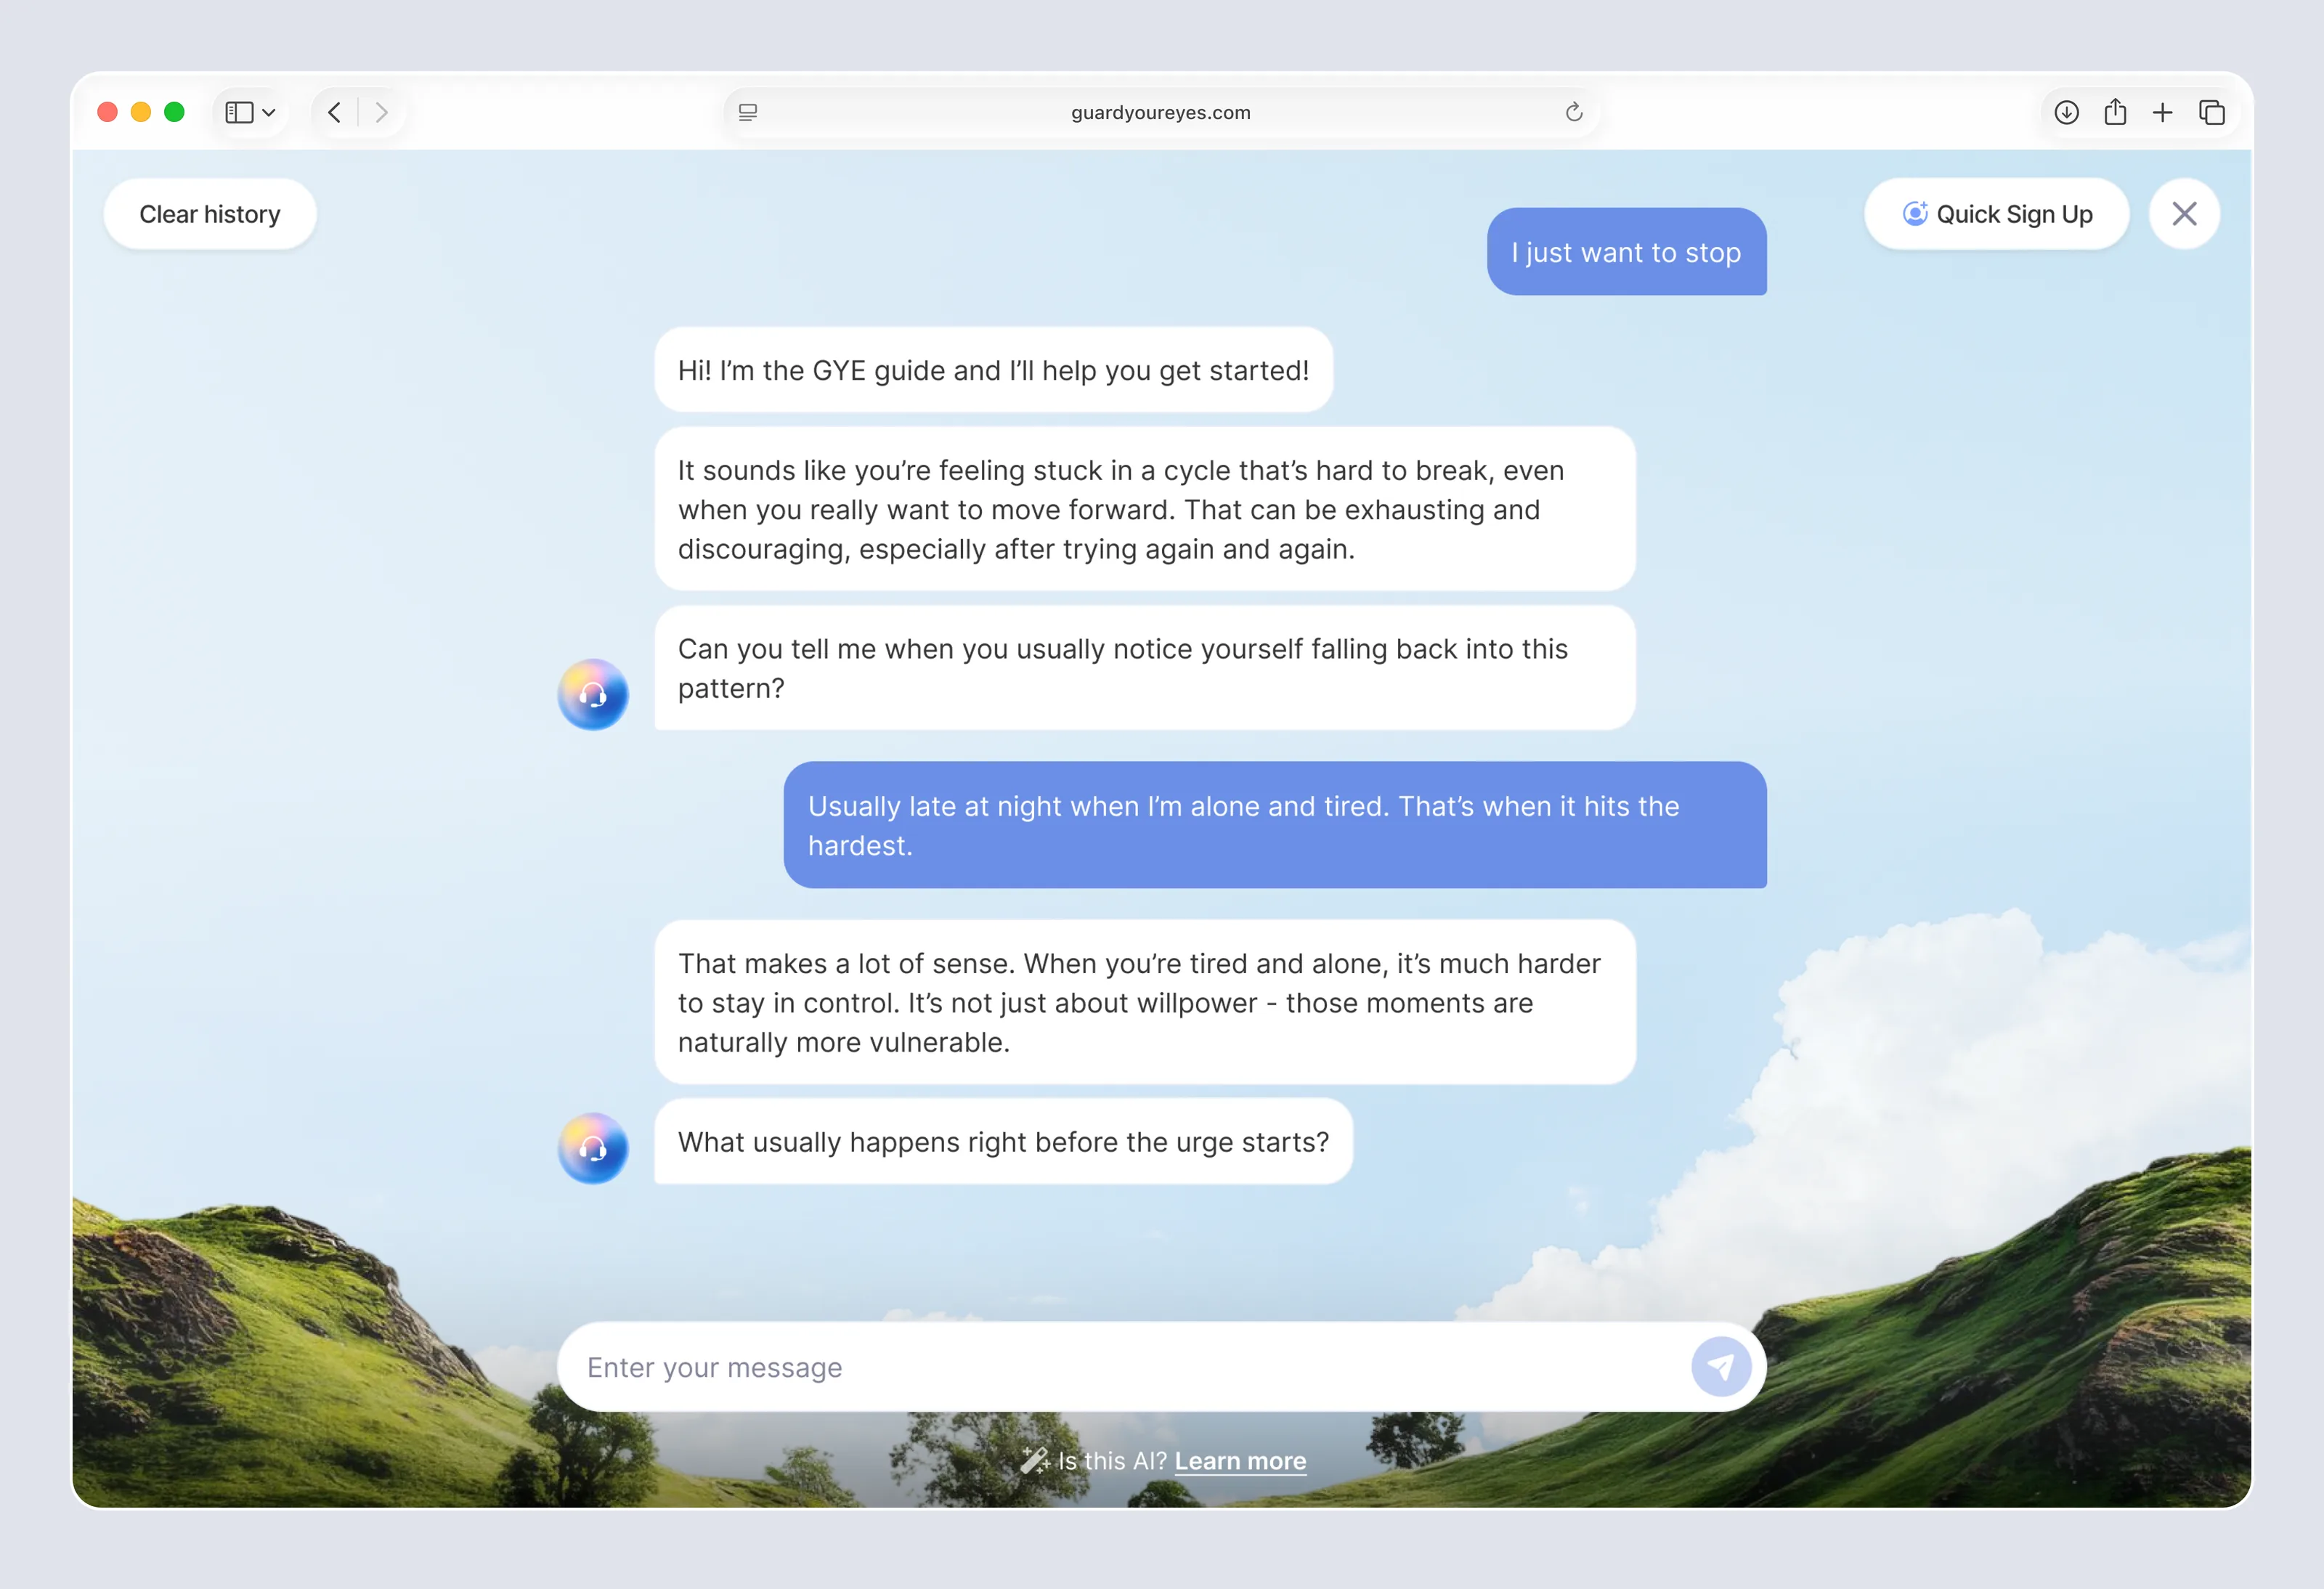 guardyoureyes.com
Clear history
Quick Sign Up
I just want to stop
Hi! I’m the GYE guide and I’ll help you get started!
It sounds like you’re feeling stuck in a cycle that’s hard to break, even
when you really want to move forward. That can be exhausting and
discouraging, especially after trying again and again.
Can you tell me when you usually notice yourself falling back into this
pattern?
Usually late at night when I’m alone and tired. That’s when it hits the
hardest.
That makes a lot of sense. When you’re tired and alone, it’s much harder
to stay in control. It’s not just about willpower - those moments are
naturally more vulnerable.
What usually happens right before the urge starts?
Enter your message
Is this AI? Learn more